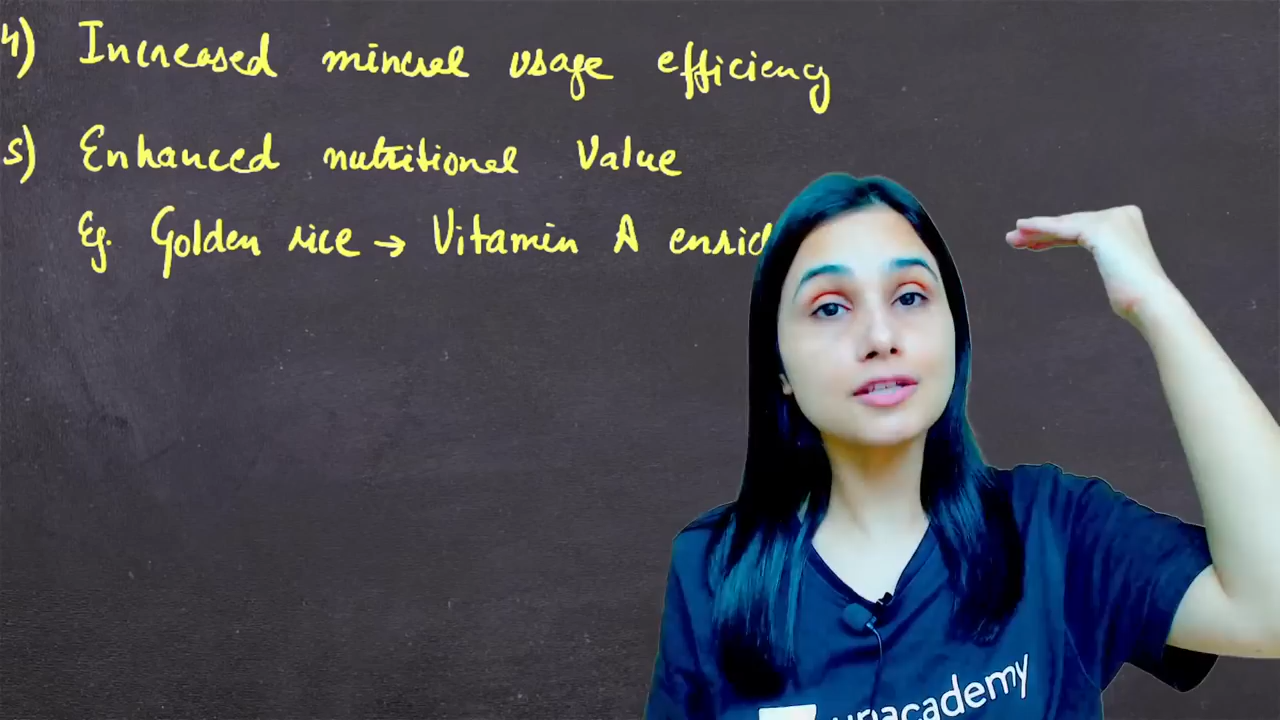 4) Increased mineral usage efficiency
5) Enhanced nutritional Value
Eg. Golden rice → Vitamin A enric
unacademy